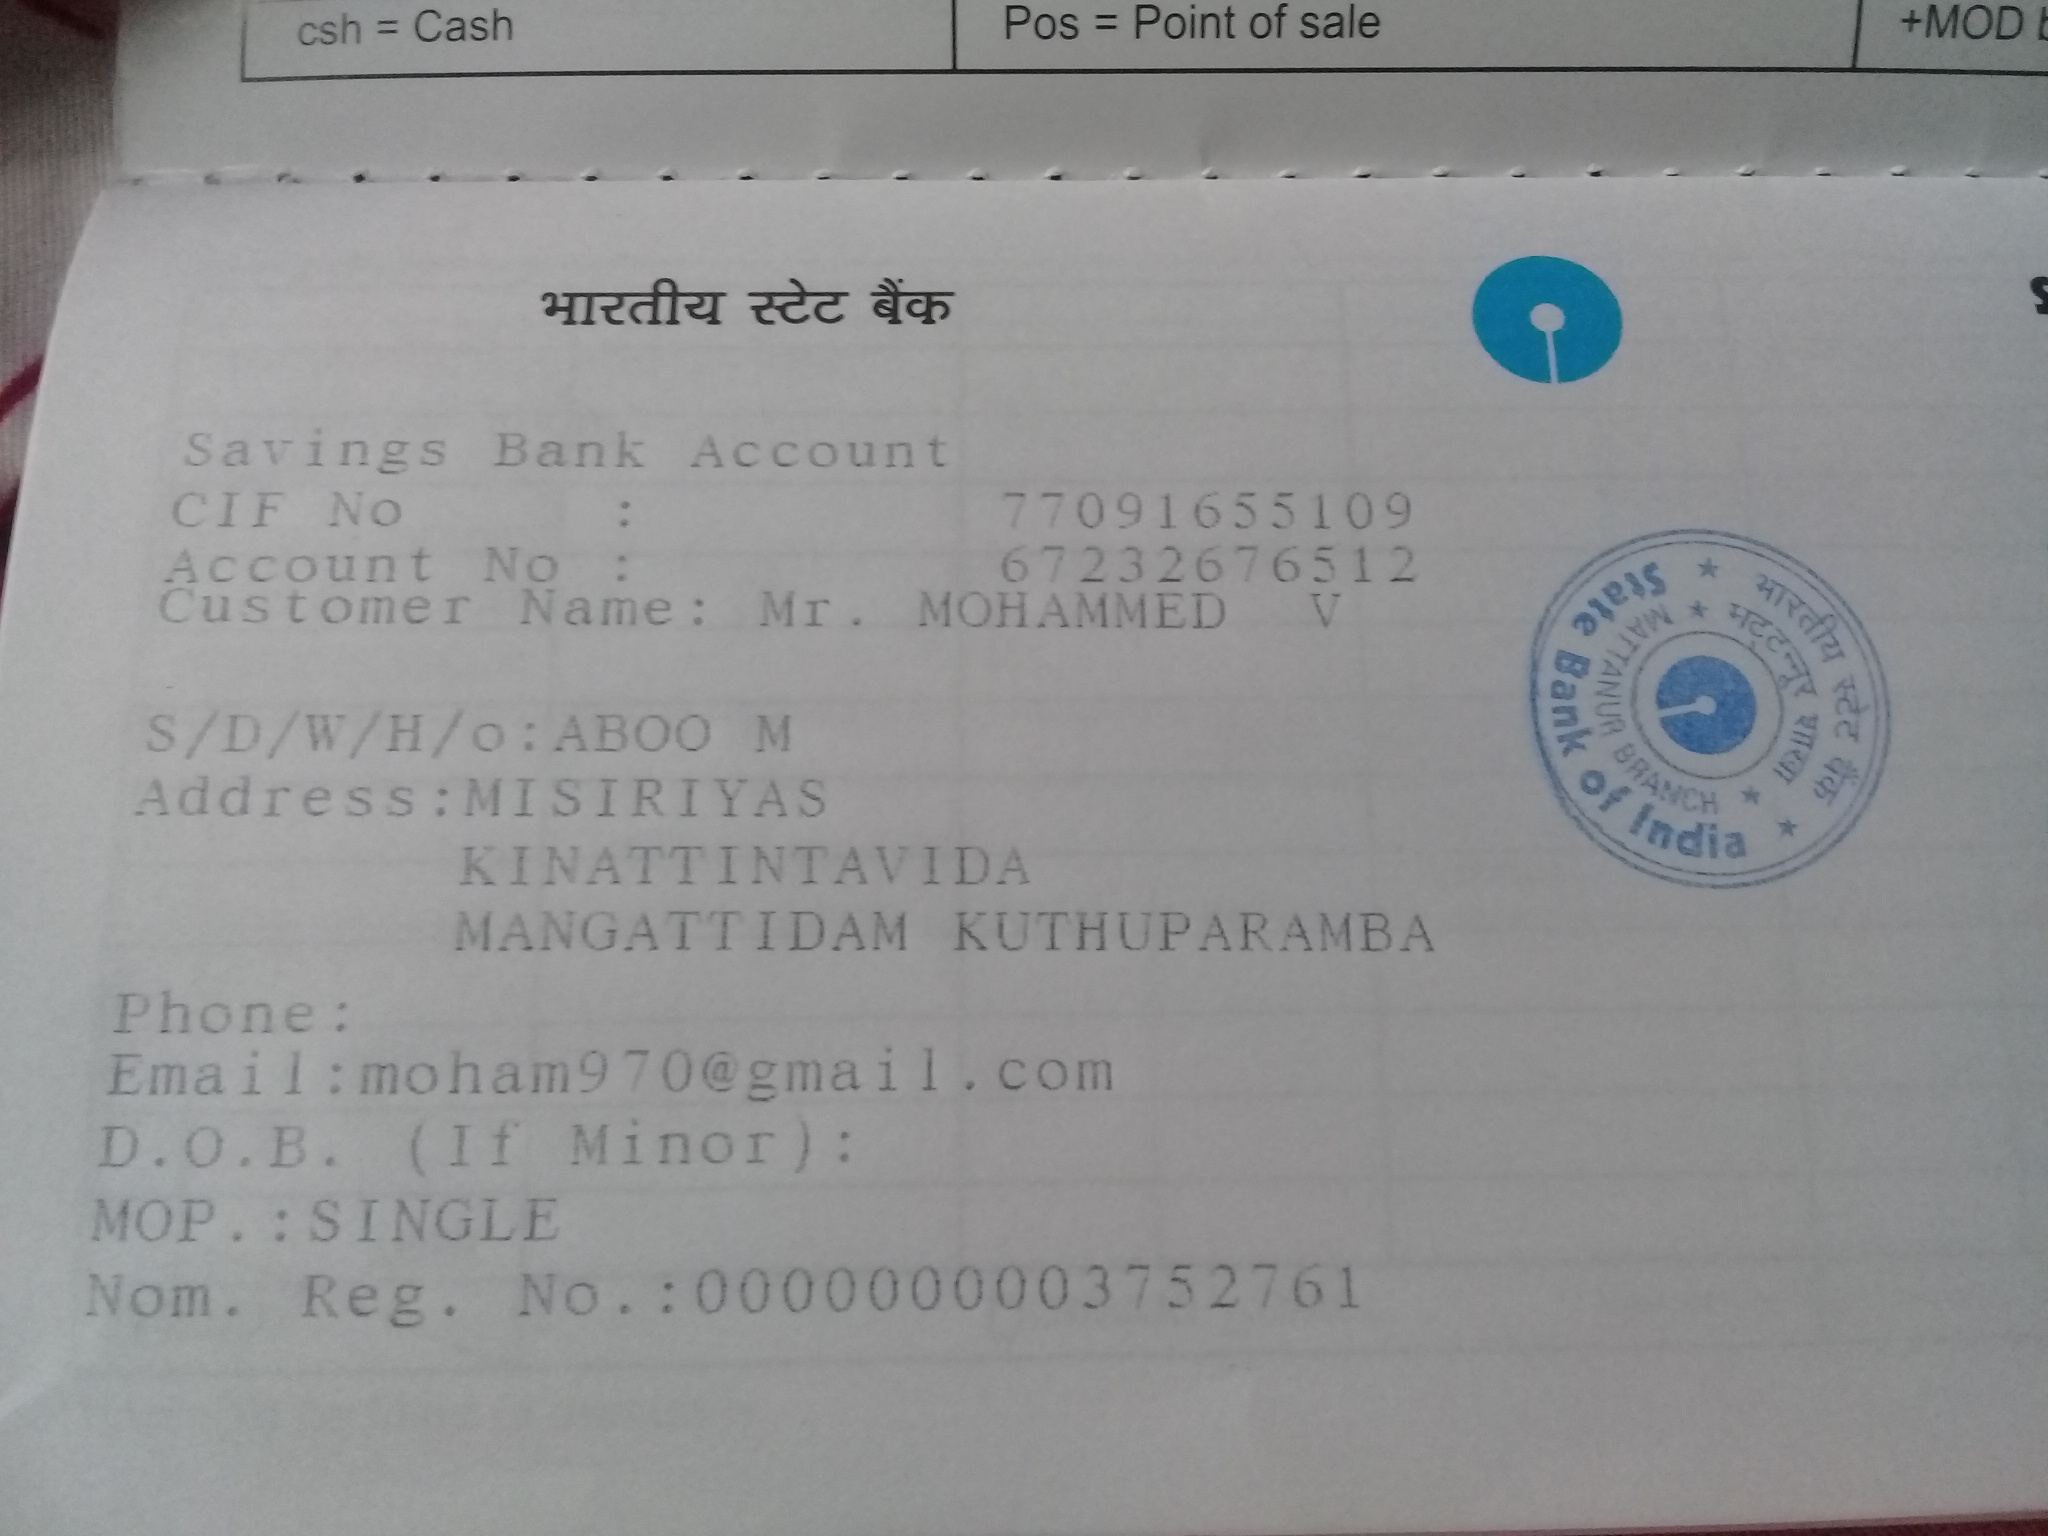 csh = Cash
Pos = Point of sale
+MOD
भारतीय स्टेट बैंक
Savings Bank Account
CIF No : 77091655109
Account No : 67232676512
Customer Name: Mr. MOHAMMED V
S/D/W/H/o:ABOO M
Address:MISIRIYAS
KINATTINTAVIDA
MANGATTIDAM KUTHUPARAMBA
Phone:
Email:moham970@gmail.com
D.O.B. (If Minor):
MOP.:SINGLE
Nom. Reg. No.:0000000003752761
भारतीय स्टेट बैंक
मट्टन्नूर शाखा
MATTANUR BRANCH
State Bank of India